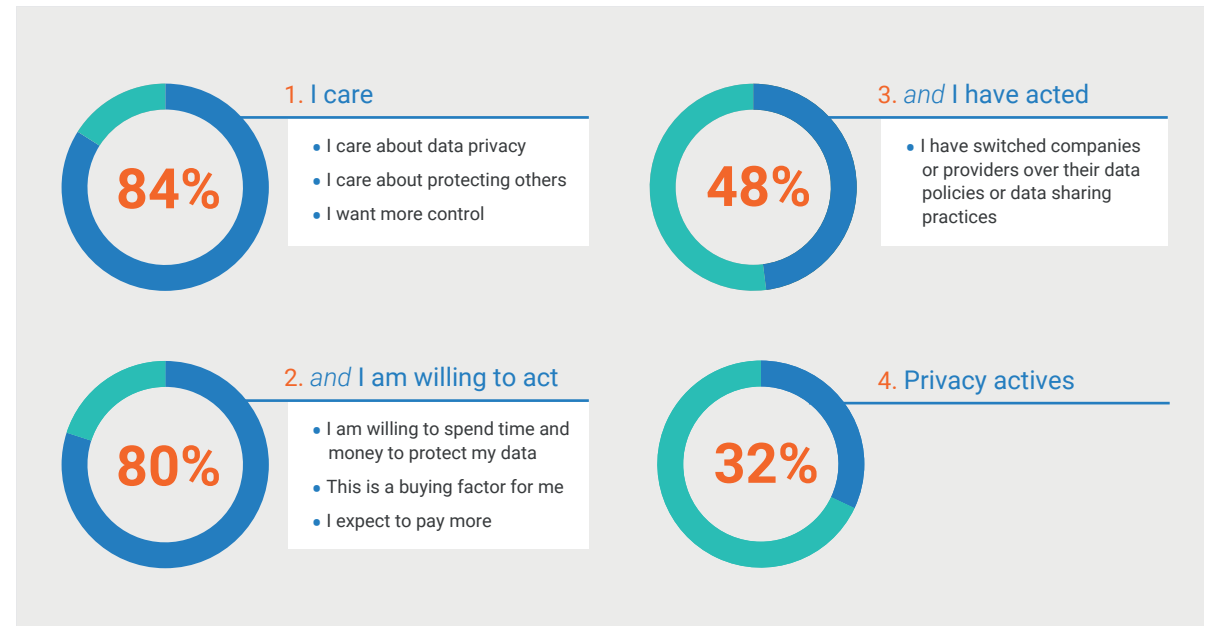 84%
1. I care
• I care about data privacy
• I care about protecting others
• I want more control
80%
2. and I am willing to act
• I am willing to spend time and
money to protect my data
• This is a buying factor for me
• I expect to pay more
48%
3. and I have acted
• I have switched companies
or providers over their data
policies or data sharing
practices
32%
4. Privacy actives